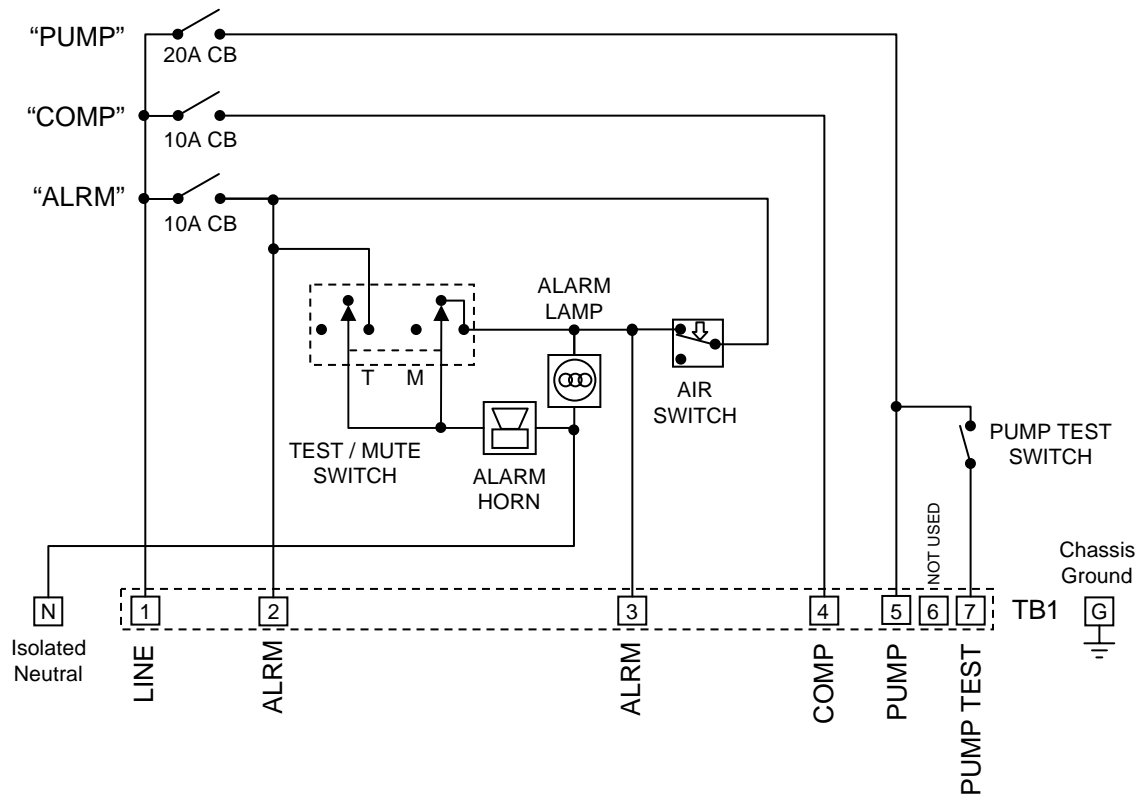 “PUMP”
20A CB
“COMP”
10A CB
“ALRM”
10A CB
ALARM
LAMP
T M
AIR
SWITCH
TEST / MUTE
SWITCH
ALARM
HORN
PUMP TEST
SWITCH
NOT USED
Chassis
Ground
N
1
2
3
4
5
6
7
TB1
G
Isolated
Neutral
LINE
ALRM
ALRM
COMP
PUMP
PUMP TEST